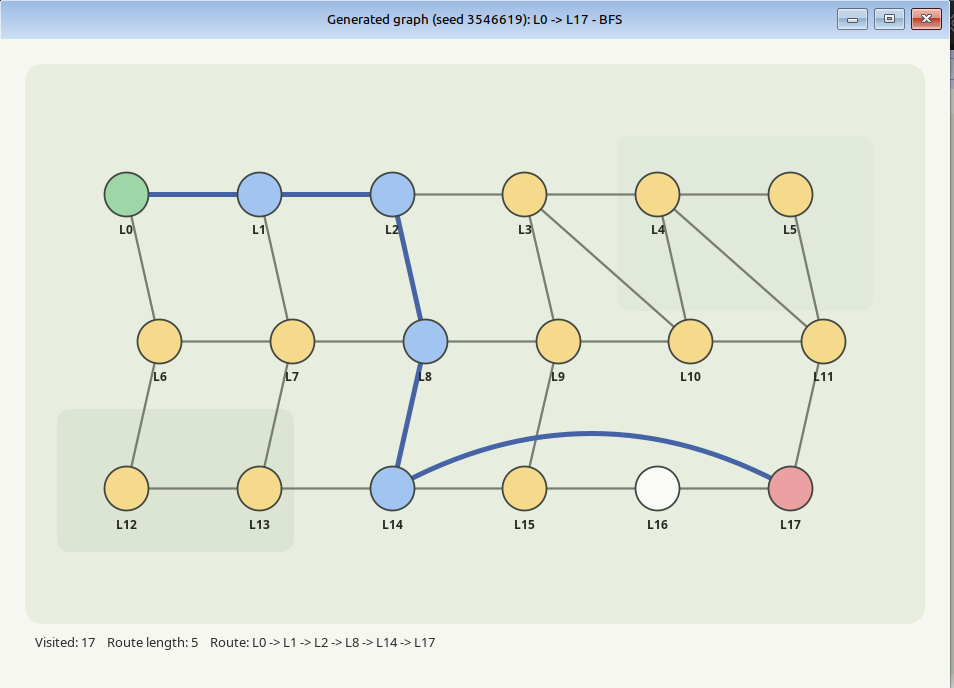 Generated graph (seed 3546619): L0 -> L17 - BFS
L0 L1 L2 L3 L4 L5
L6 L7 L8 L9 L10 L11
L12 L13 L14 L15 L16 L17
Visited: 17 Route length: 5 Route: L0 -> L1 -> L2 -> L8 -> L14 -> L17